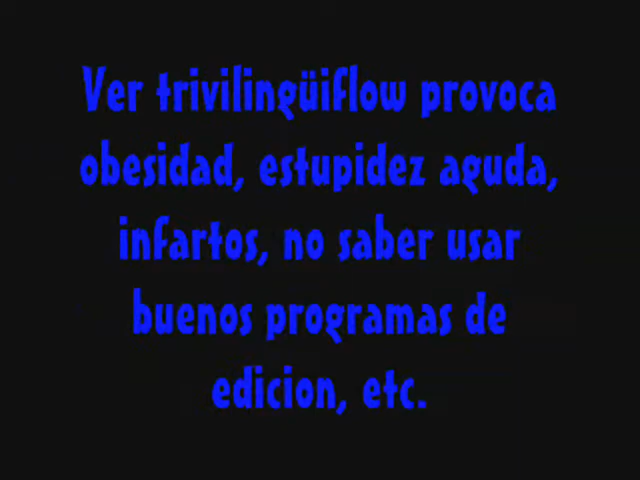 Ver trivilingüiflow provoca
obesidad, estupidez aguda,
infartos, no saber usar
buenos programas de
edicion, etc.